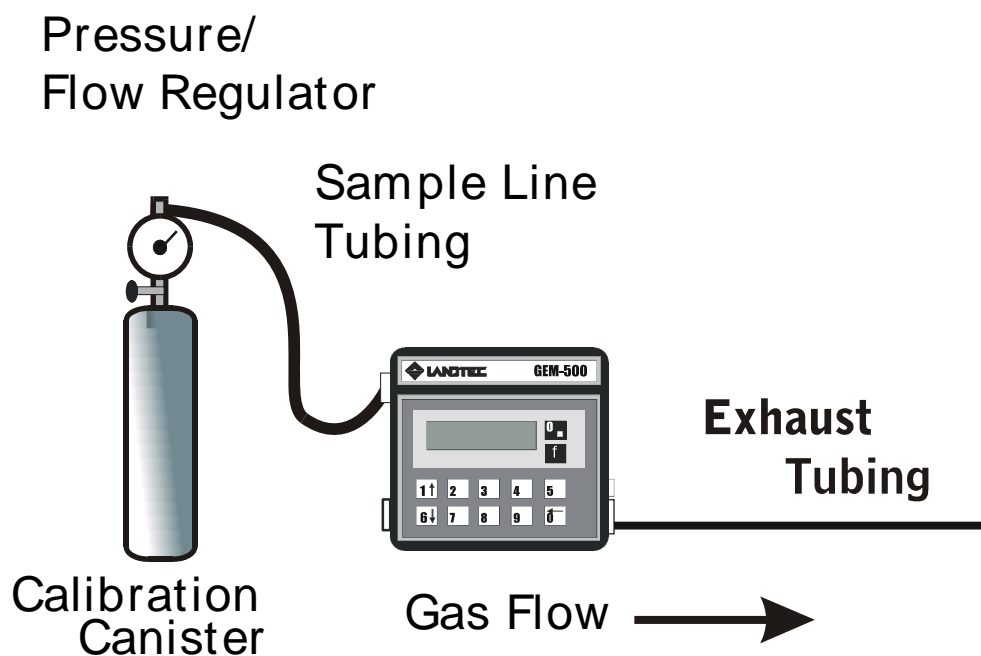 Pressure/
Flow Regulator
Sample Line
Tubing
LANDTEC GEM-500
0
f
1↑ 2 3 4 5
6↓ 7 8 9 0
Exhaust
Tubing
Calibration
Canister
Gas Flow